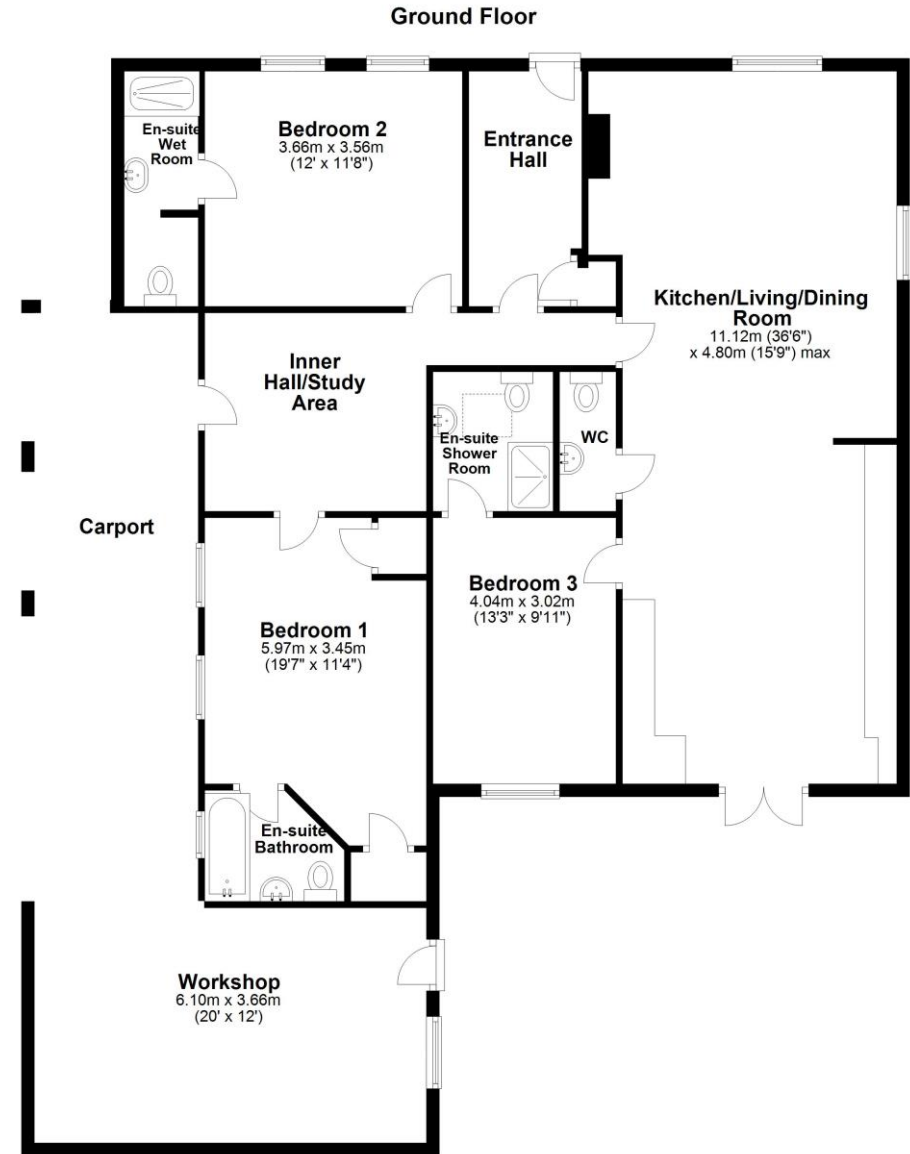 Ground Floor
En-suite
Wet
Room
Bedroom 2
3.66m x 3.56m
(12' x 11'8")
Entrance
Hall
Kitchen/Living/Dining
Room
11.12m (36'6")
x 4.80m (15'9") max
Inner
Hall/Study
Area
En-suite
Shower
Room
WC
Carport
Bedroom 1
5.97m x 3.45m
(19'7" x 11'4")
Bedroom 3
4.04m x 3.02m
(13'3" x 9'11")
En-suite
Bathroom
Workshop
6.10m x 3.66m
(20' x 12')